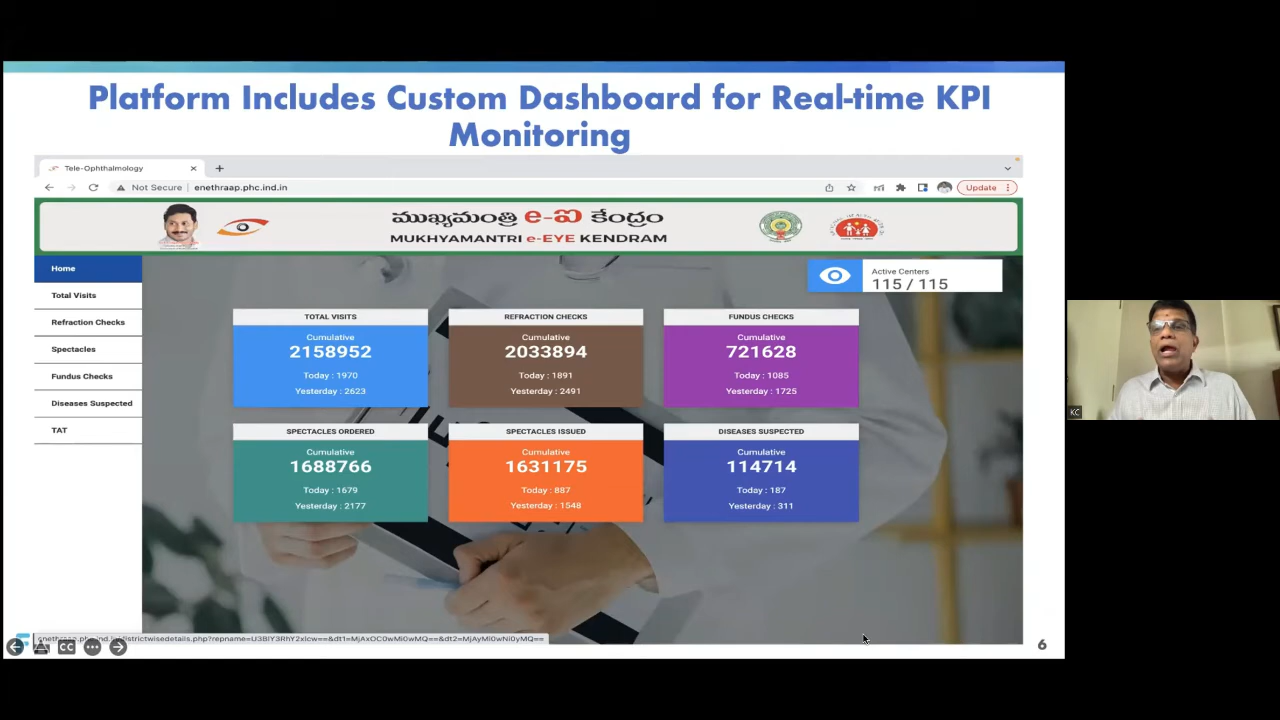 Platform Includes Custom Dashboard for Real-time KPI
Monitoring
Tele-Ophthalmology
Not Secure
enethraap.phc.ind.in
Update
ముఖ్యమంత్రి e-ఐ కేంద్రం
MUKHYAMANTRI e-EYE KENDRAM
Home
Total Visits
Refraction Checks
Spectacles
Fundus Checks
Diseases Suspected
TAT
Active Centers
115 / 115
TOTAL VISITS
Cumulative
2158952
Today : 1970
Yesterday : 2623
REFRACTION CHECKS
Cumulative
2033894
Today : 1891
Yesterday : 2491
FUNDUS CHECKS
Cumulative
721628
Today : 1085
Yesterday : 1725
SPECTACLES ORDERED
Cumulative
1688766
Today : 1679
Yesterday : 2177
SPECTACLES ISSUED
Cumulative
1631175
Today : 887
Yesterday : 1548
DISEASES SUSPECTED
Cumulative
114714
Today : 187
Yesterday : 311
CC
6
KC